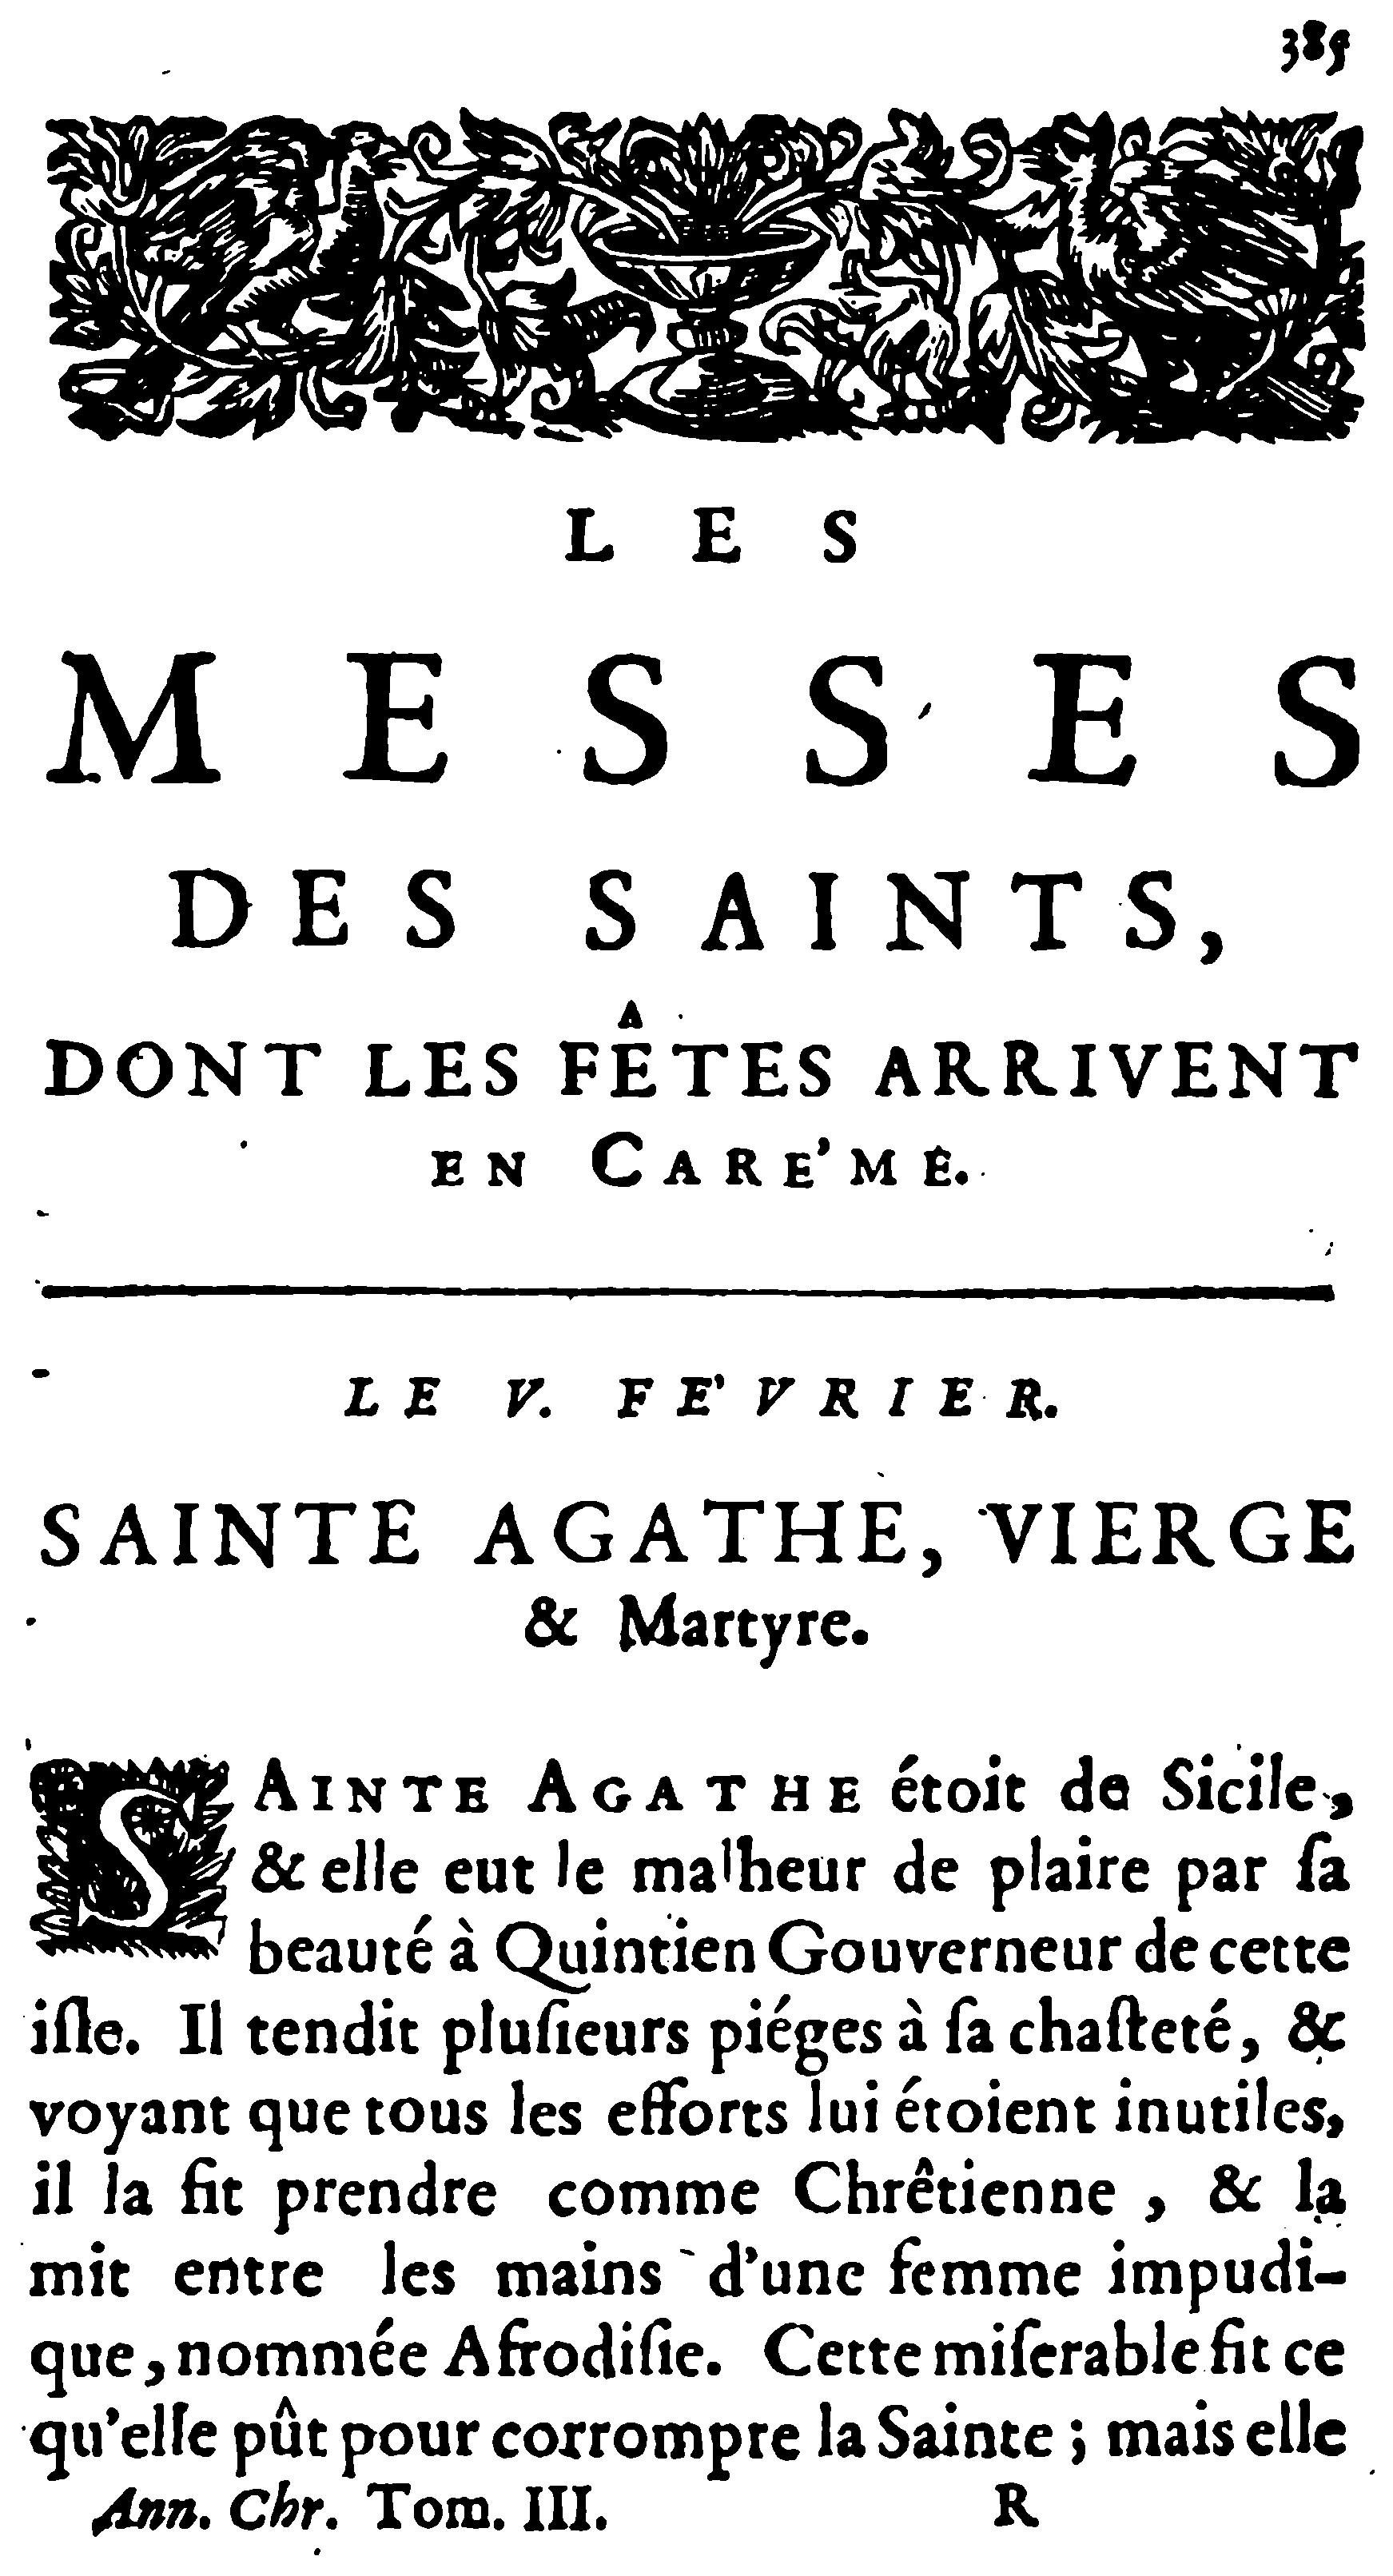 385
LES
MESSES
DES SAINTS,
DONT LES FÊTES ARRIVENT
EN CARE'ME.
LE V. FE'VRIER.
SAINTE AGATHE, VIERGE
& Martyre.
SAINTE AGATHE étoit de Sicile,
& elle eut le malheur de plaire par ſa
beauté à Quintien Gouverneur de cette
iſle. Il tendit pluſieurs piéges à ſa chaſteté, &
voyant que tous les efforts lui étoient inutiles,
il la fit prendre comme Chrêtienne, & la
mit entre les mains d'une femme impudi-
que, nommée Afrodiſie. Cette miſerable fit ce
qu'elle pût pour corrompre la Sainte; mais elle
Ann. Chr. Tom. III. R